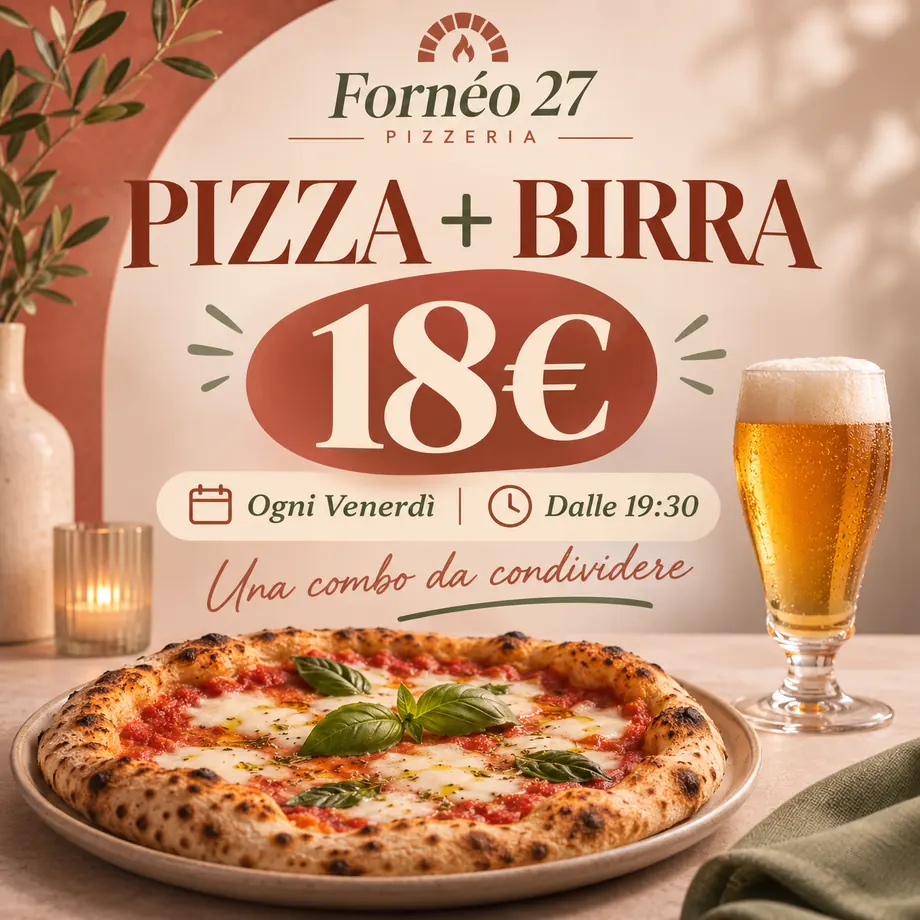 Fornéo 27
PIZZERIA
PIZZA + BIRRA
18€
Ogni Venerdì | Dalle 19:30
Una combo da condividere